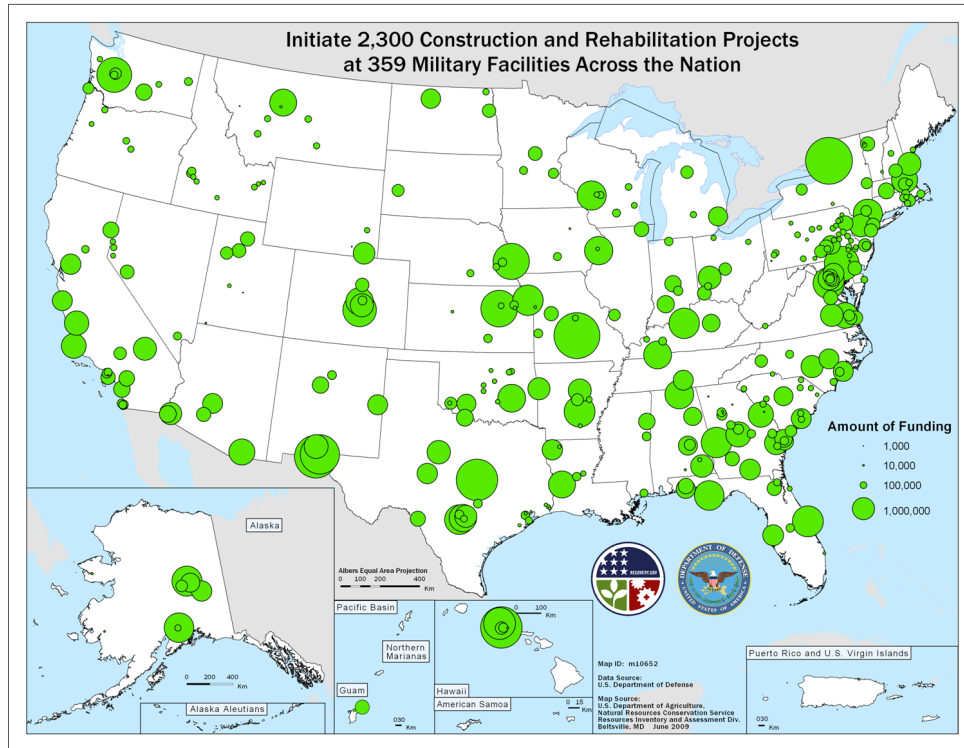 Initiate 2,300 Construction and Rehabilitation Projects
at 359 Military Facilities Across the Nation
Amount of Funding
1,000
10,000
100,000
1,000,000
Alaska
0 200 400
Km
Alaska Aleutians
Albers Equal Area Projection
0 100 200 400
Km
Pacific Basin
Northern
Marianas
Guam
030
Km
0 100
Km
Hawaii
American Samoa
0 15
Km
RECOVERY.GOV
DEPARTMENT OF DEFENSE
UNITED STATES OF AMERICA
Map ID: m10652
Data Source:
U.S. Department of Defense
Map Source:
U.S. Department of Agriculture,
Natural Resources Conservation Service
Resources Inventory and Assessment Div.
Beltsville, MD June 2009
Puerto Rico and U.S. Virgin Islands
030
Km